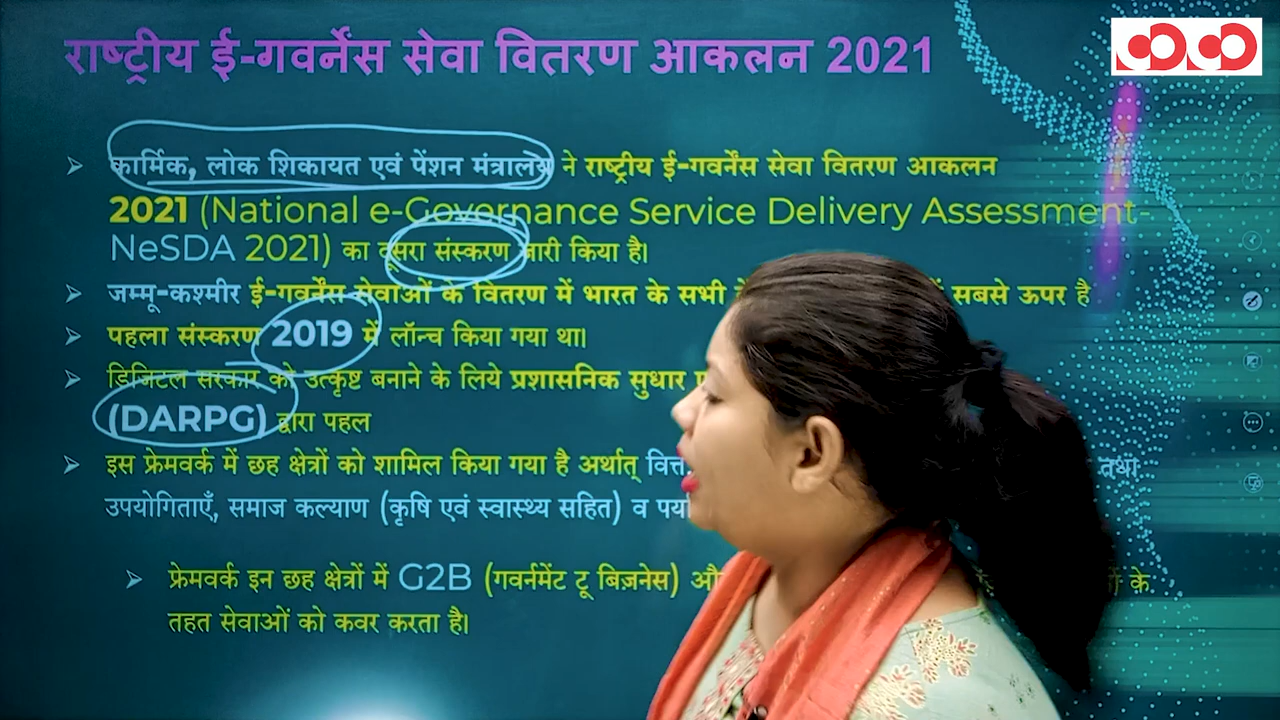 राष्ट्रीय ई-गवर्नेंस सेवा वितरण आकलन 2021
कार्मिक, लोक शिकायत एवं पेंशन मंत्रालय ने राष्ट्रीय ई-गवर्नेंस सेवा वितरण आकलन
2021 (National e-Governance Service Delivery Assessment-
NeSDA 2021) का दूसरा संस्करण जारी किया है।
जम्मू-कश्मीर ई-गवर्नेंस सेवाओं के वितरण में भारत के सभी में सबसे ऊपर है
पहला संस्करण 2019 में लॉन्च किया गया था।
डिजिटल सरकार को उत्कृष्ट बनाने के लिये प्रशासनिक सुधार
(DARPG) द्वारा पहल
इस फ्रेमवर्क में छह क्षेत्रों को शामिल किया गया है अर्थात् वित्त, तथा
उपयोगिताएँ, समाज कल्याण (कृषि एवं स्वास्थ्य सहित) व
फ्रेमवर्क इन छह क्षेत्रों में G2B (गवर्नमेंट टू बिज़नेस) के
तहत सेवाओं को कवर करता है।